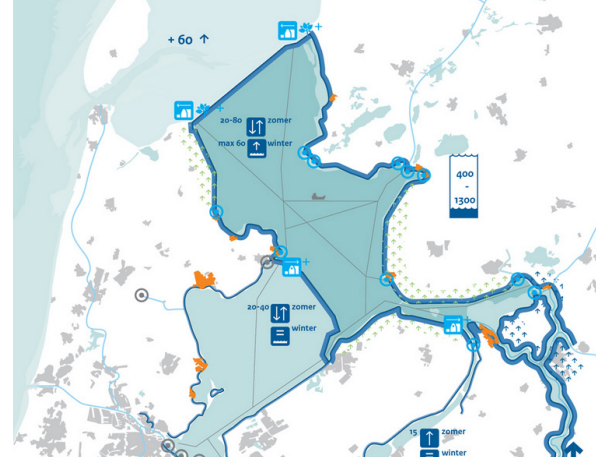 + 60
20-80 zomer
max 60 winter
400
-
1300
20-40 zomer
winter
15 zomer
winter